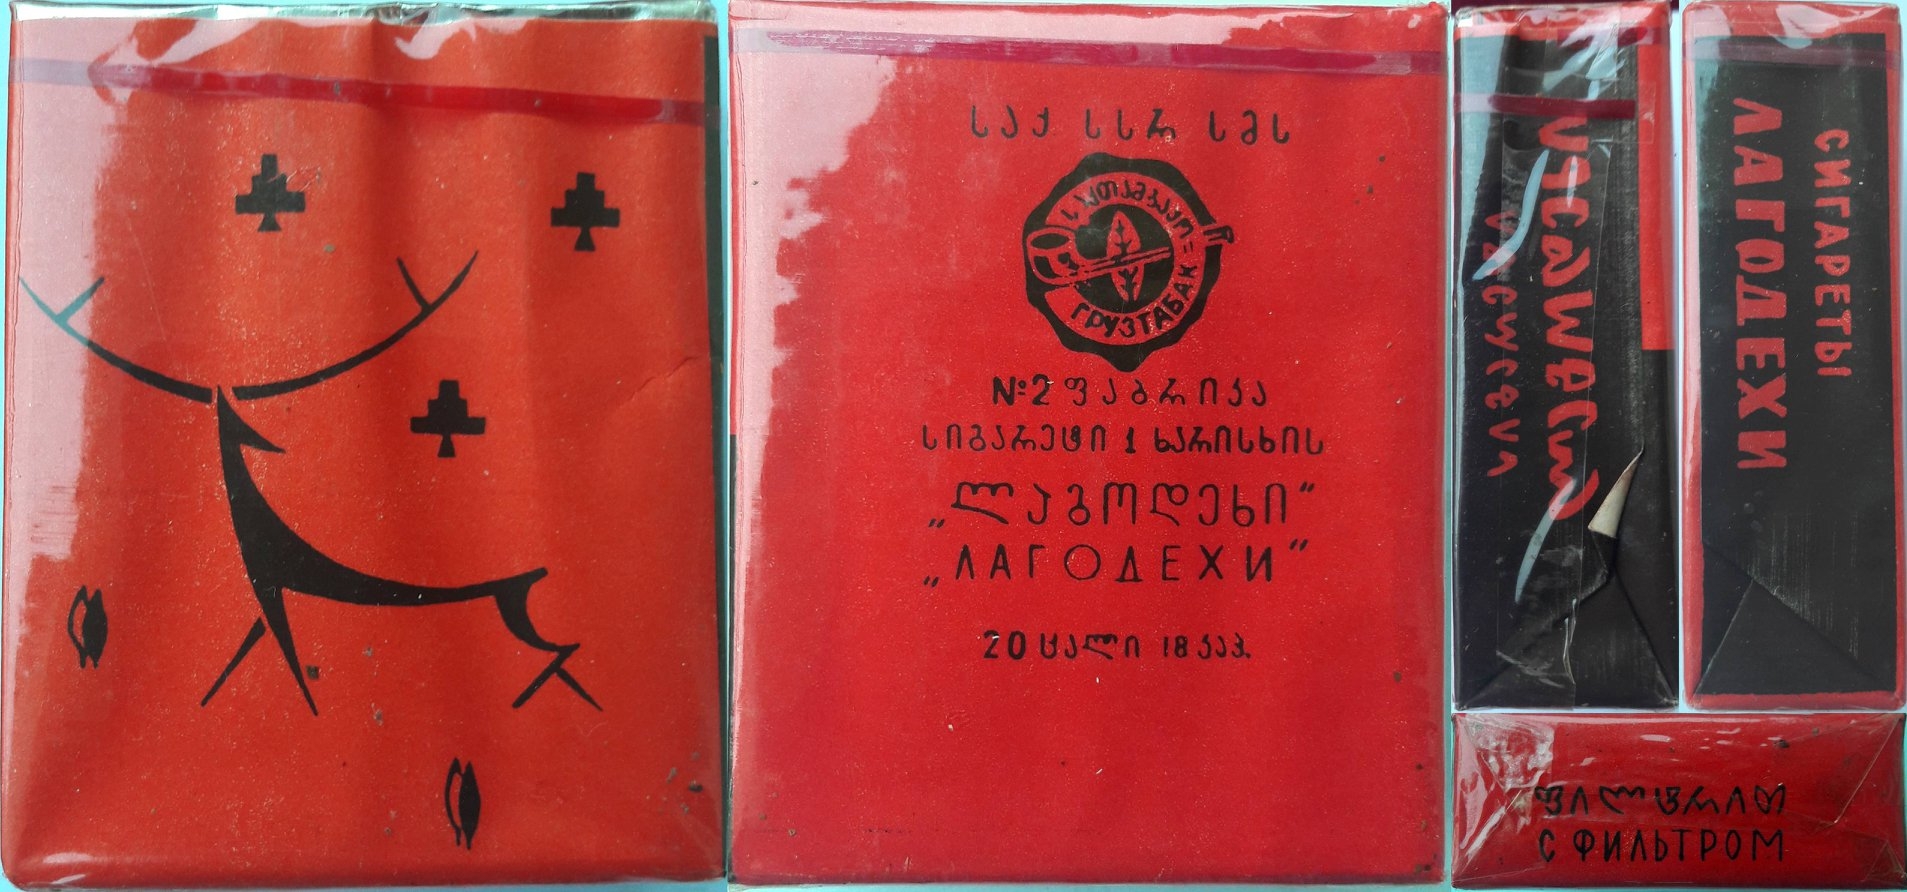 საქ სსრ სმს
ГРУЗТАБАК
№2 ფაბრიკა
სიგარეტი 1 ხარისხის
„ლაგოდეხი“
„ЛАГОДЕХИ“
20 ცალი 18 კაპ.
სიგარეტი
ლაგოდეხი
СИГАРЕТЫ
ЛАГОДЕХИ
ფილტრით
С ФИЛЬТРОМ